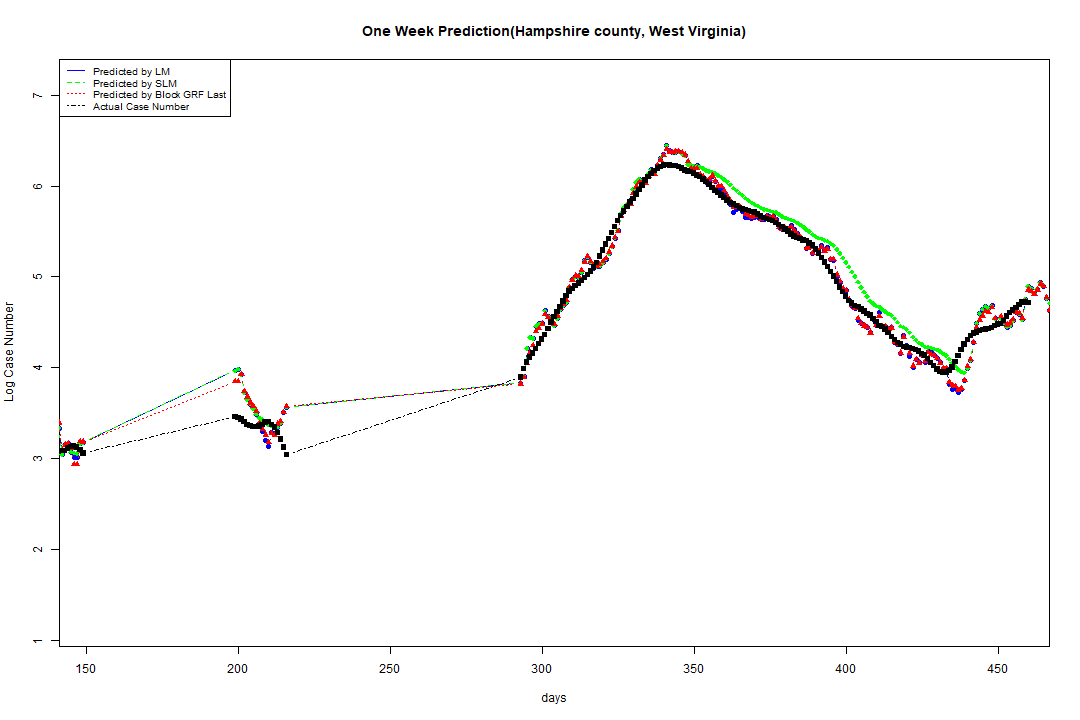 One Week Prediction(Hampshire county, West Virginia)
Predicted by LM
Predicted by SLM
Predicted by Block GRF Last
Actual Case Number
7
6
5
4
3
2
1
Log Case Number
150 200 250 300 350 400 450
days